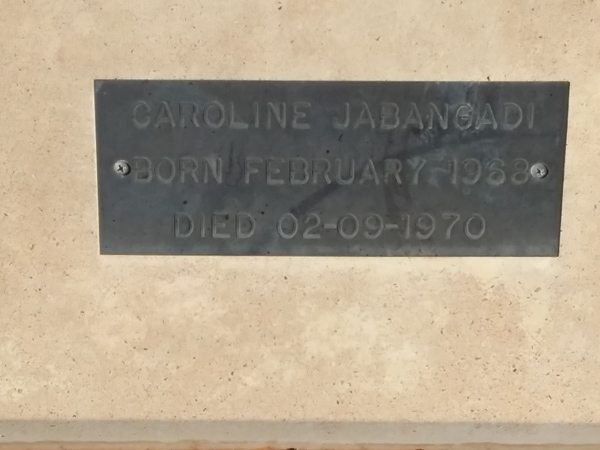 CAROLINE JABANGADI
BORN FEBRUARY 1968
DIED 02-09-1970